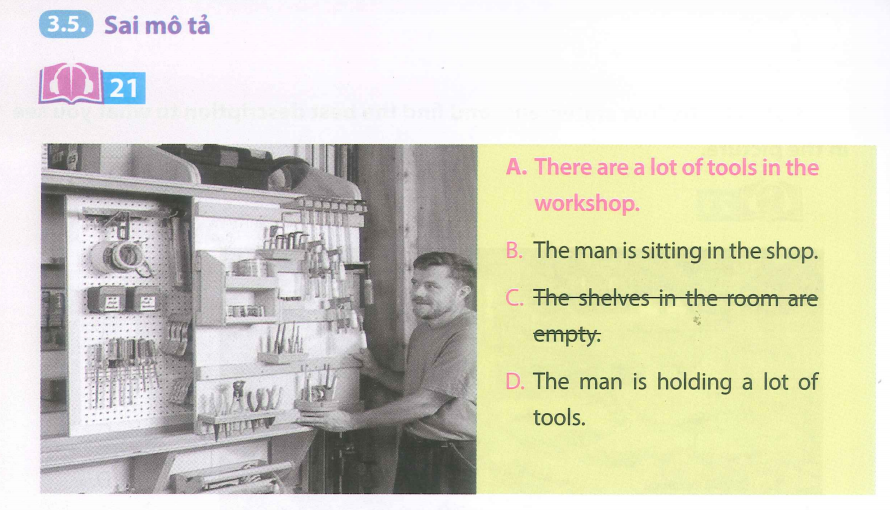 3.5. Sai mô tả
21
A. There are a lot of tools in the
workshop.
B. The man is sitting in the shop.
C. The shelves in the room are
empty.
D. The man is holding a lot of
tools.